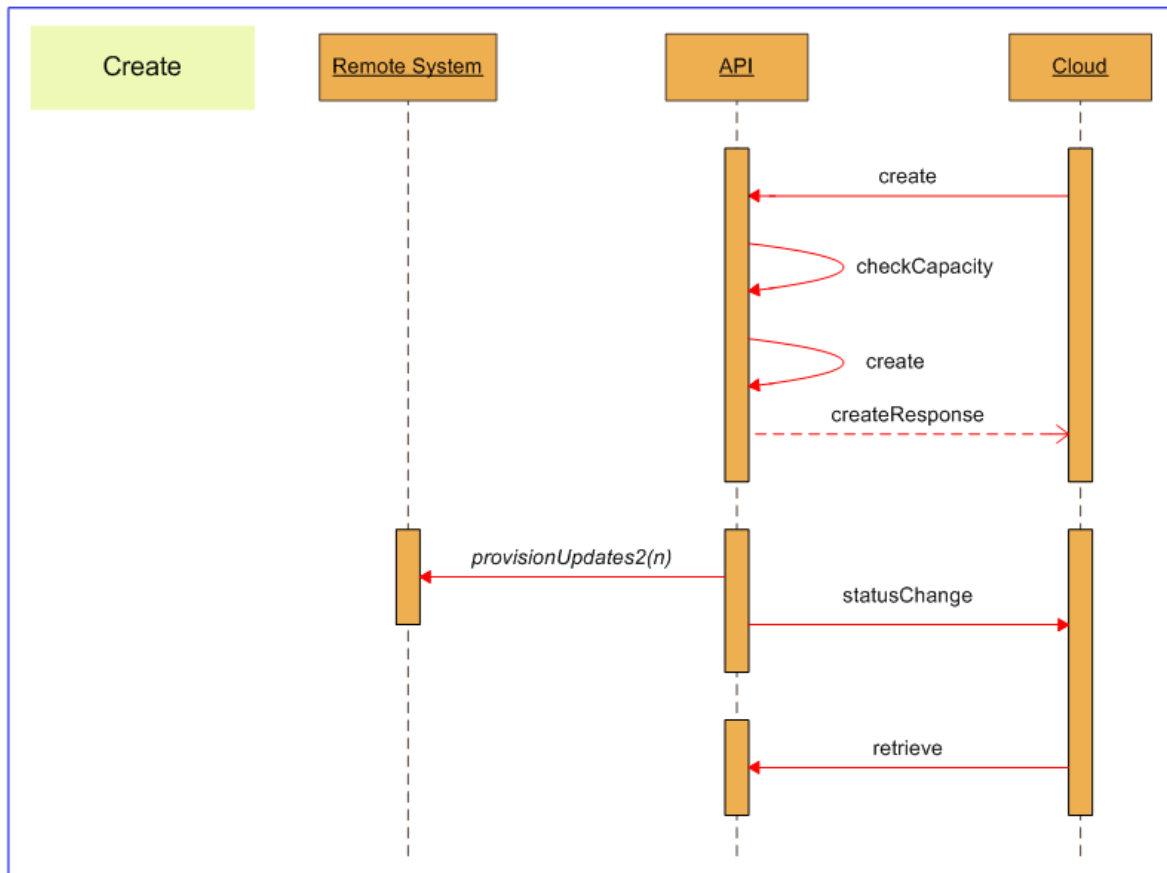 Create
Remote System
API
Cloud
create
checkCapacity
create
createResponse
provisionUpdates2(n)
statusChange
retrieve